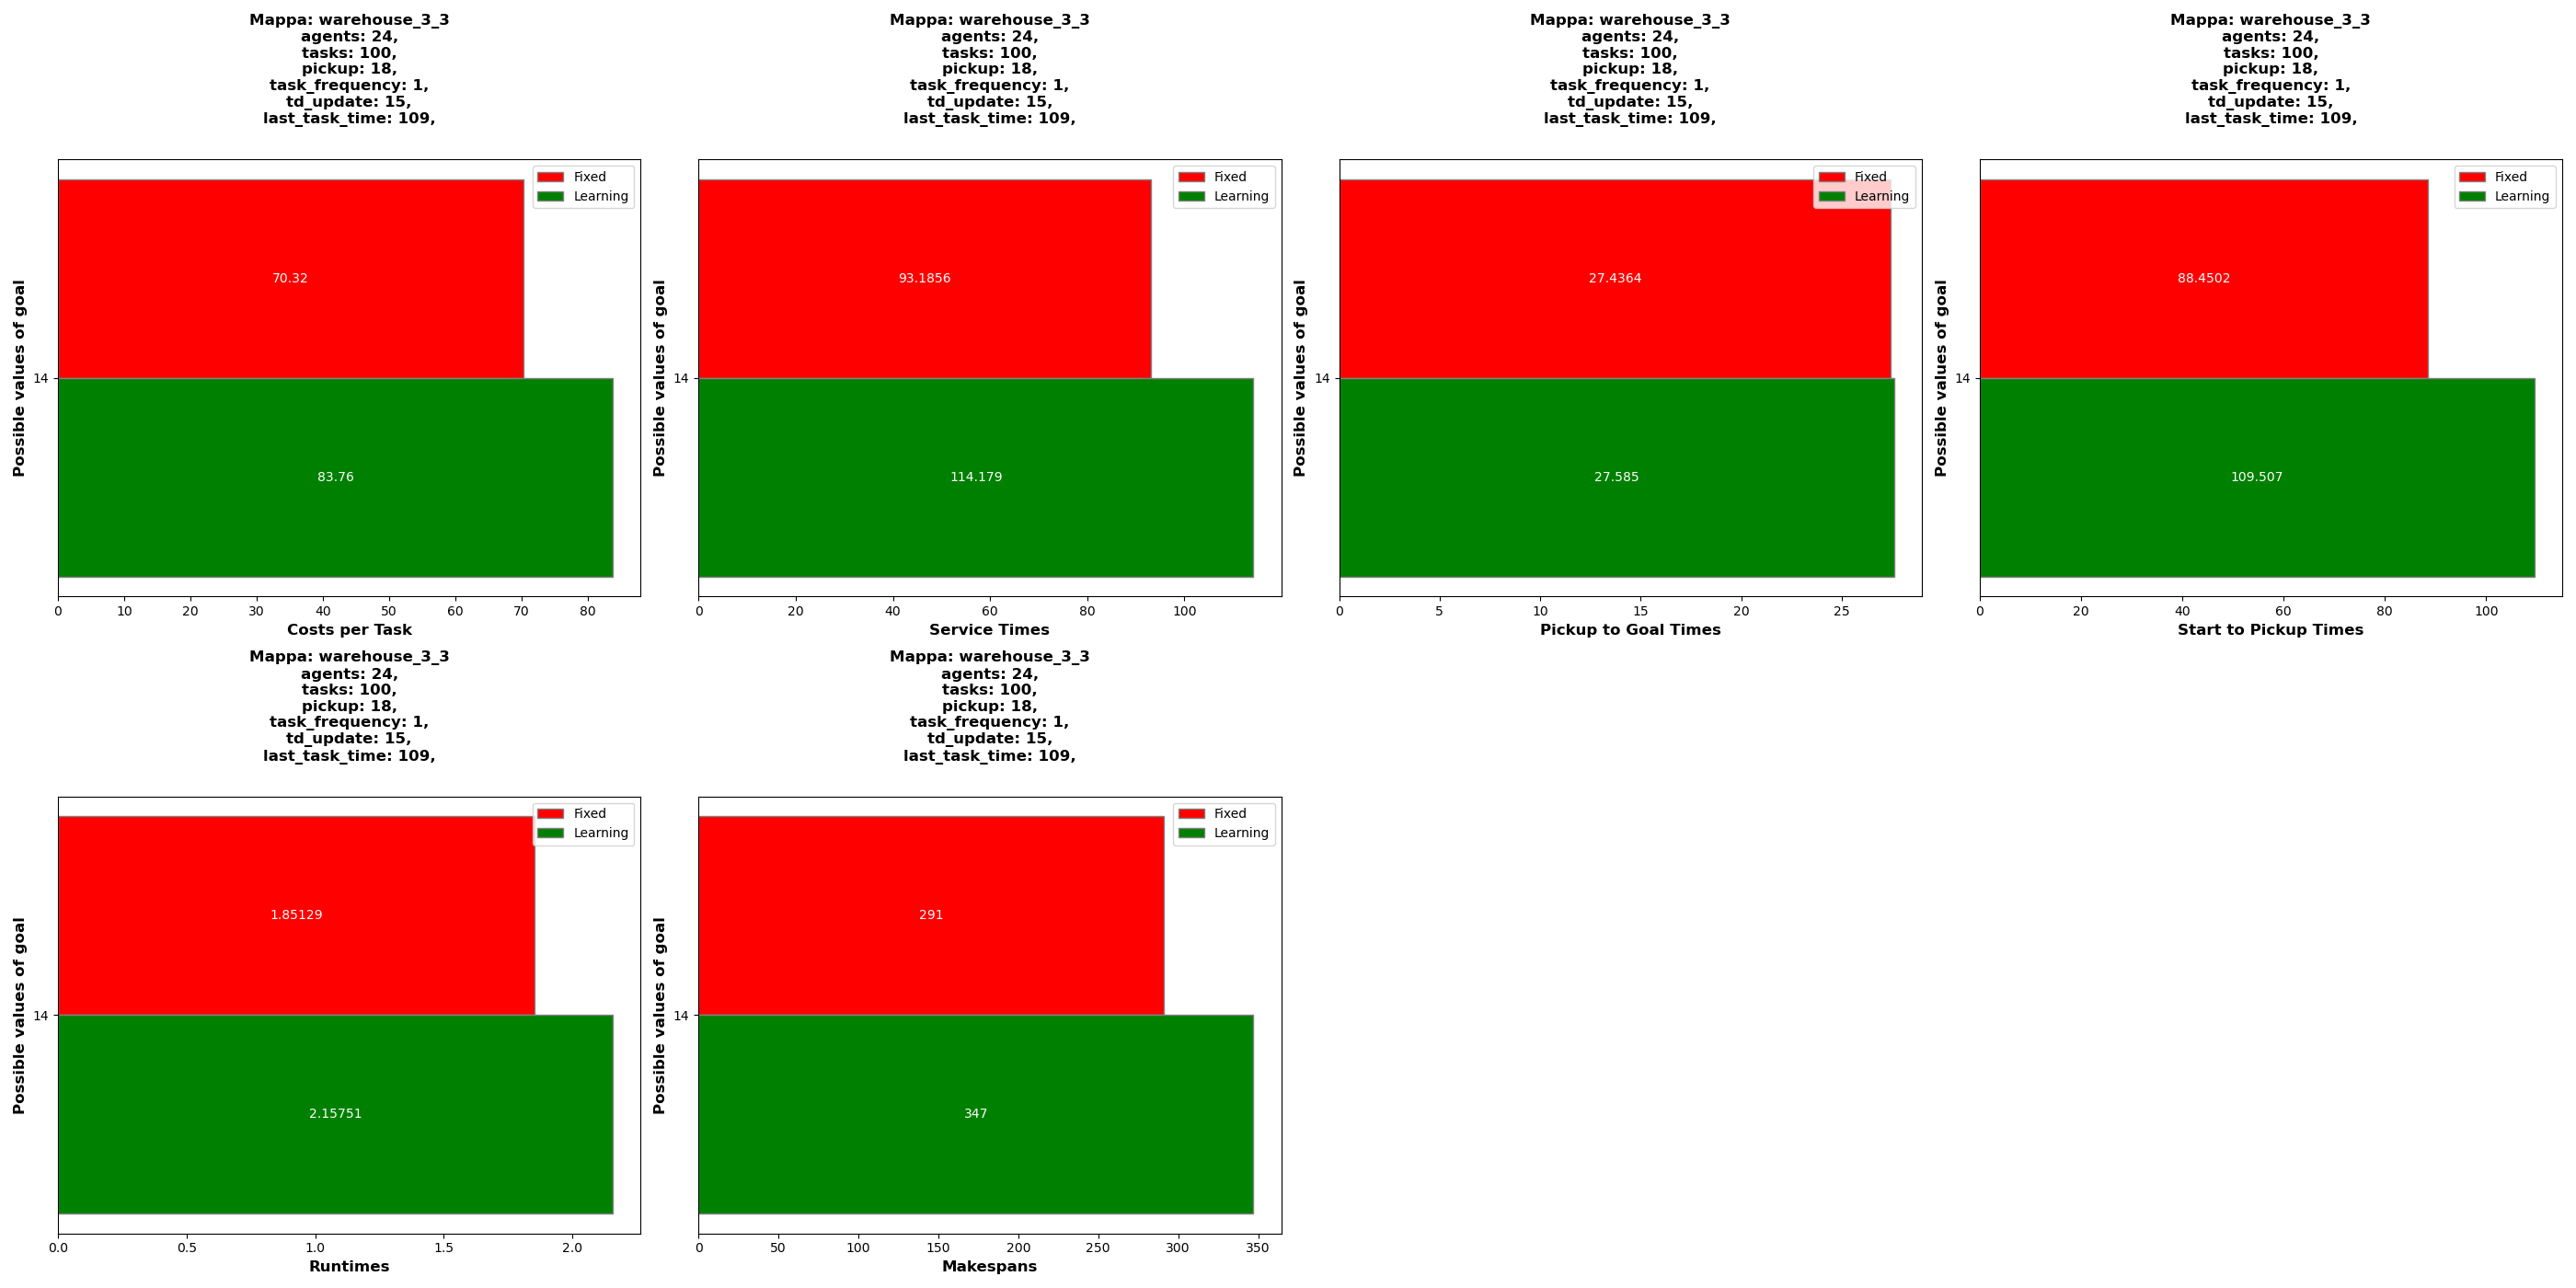 Mappa: warehouse_3_3
agents: 24,
tasks: 100,
pickup: 18,
task_frequency: 1,
td_update: 15,
last_task_time: 109,
Fixed
Learning
70.32
83.76
14
Possible values of goal
0 10 20 30 40 50 60 70 80
Costs per Task
Mappa: warehouse_3_3
agents: 24,
tasks: 100,
pickup: 18,
task_frequency: 1,
td_update: 15,
last_task_time: 109,
Fixed
Learning
93.1856
114.179
14
Possible values of goal
0 20 40 60 80 100
Service Times
Mappa: warehouse_3_3
agents: 24,
tasks: 100,
pickup: 18,
task_frequency: 1,
td_update: 15,
last_task_time: 109,
Fixed
Learning
27.4364
27.585
14
Possible values of goal
0 5 10 15 20 25
Pickup to Goal Times
Mappa: warehouse_3_3
agents: 24,
tasks: 100,
pickup: 18,
task_frequency: 1,
td_update: 15,
last_task_time: 109,
Fixed
Learning
88.4502
109.507
14
Possible values of goal
0 20 40 60 80 100
Start to Pickup Times
Mappa: warehouse_3_3
agents: 24,
tasks: 100,
pickup: 18,
task_frequency: 1,
td_update: 15,
last_task_time: 109,
Fixed
Learning
1.85129
2.15751
14
Possible values of goal
0.0 0.5 1.0 1.5 2.0
Runtimes
Mappa: warehouse_3_3
agents: 24,
tasks: 100,
pickup: 18,
task_frequency: 1,
td_update: 15,
last_task_time: 109,
Fixed
Learning
291
347
14
Possible values of goal
0 50 100 150 200 250 300 350
Makespans